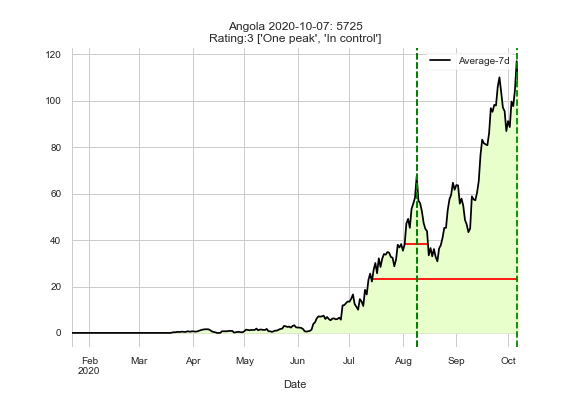 Angola 2020-10-07: 5725
Rating:3 ['One peak', 'In control']
Average-7d
120
100
80
60
40
20
0
Feb Mar Apr May Jun Jul Aug Sep Oct
2020
Date